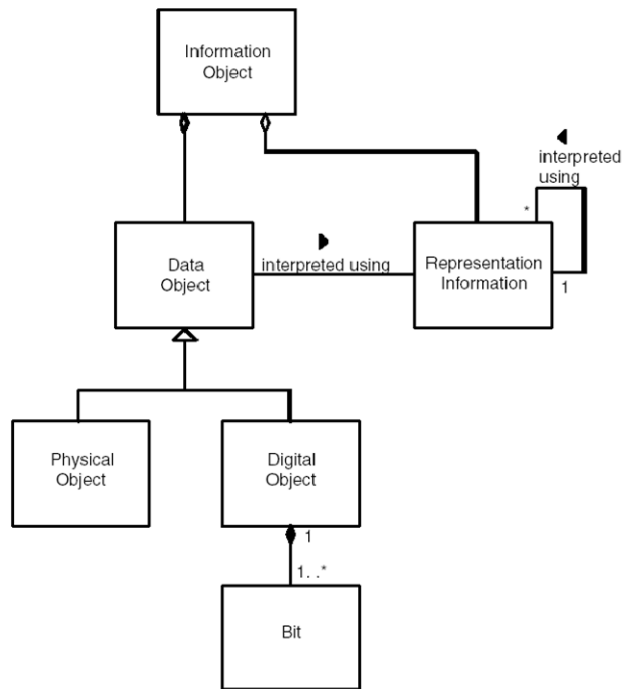 Information
Object
interpreted
using
*
1
Data
Object
interpreted using
Representation
Information
Physical
Object
Digital
Object
1
1. .*
Bit